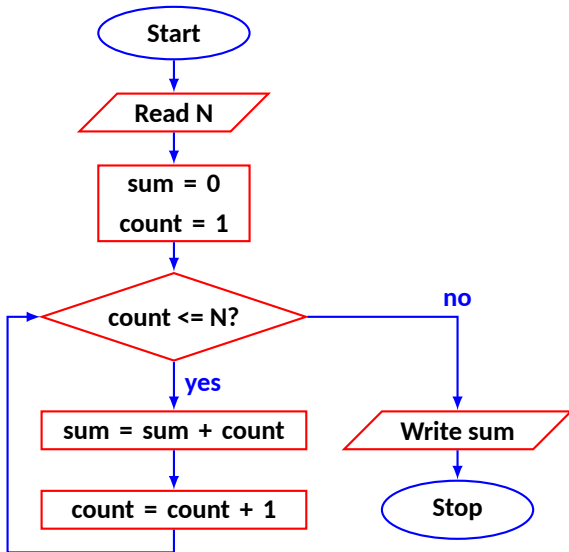 Start
Read N
sum = 0
count = 1
count <= N?
no
yes
sum = sum + count
Write sum
count = count + 1
Stop